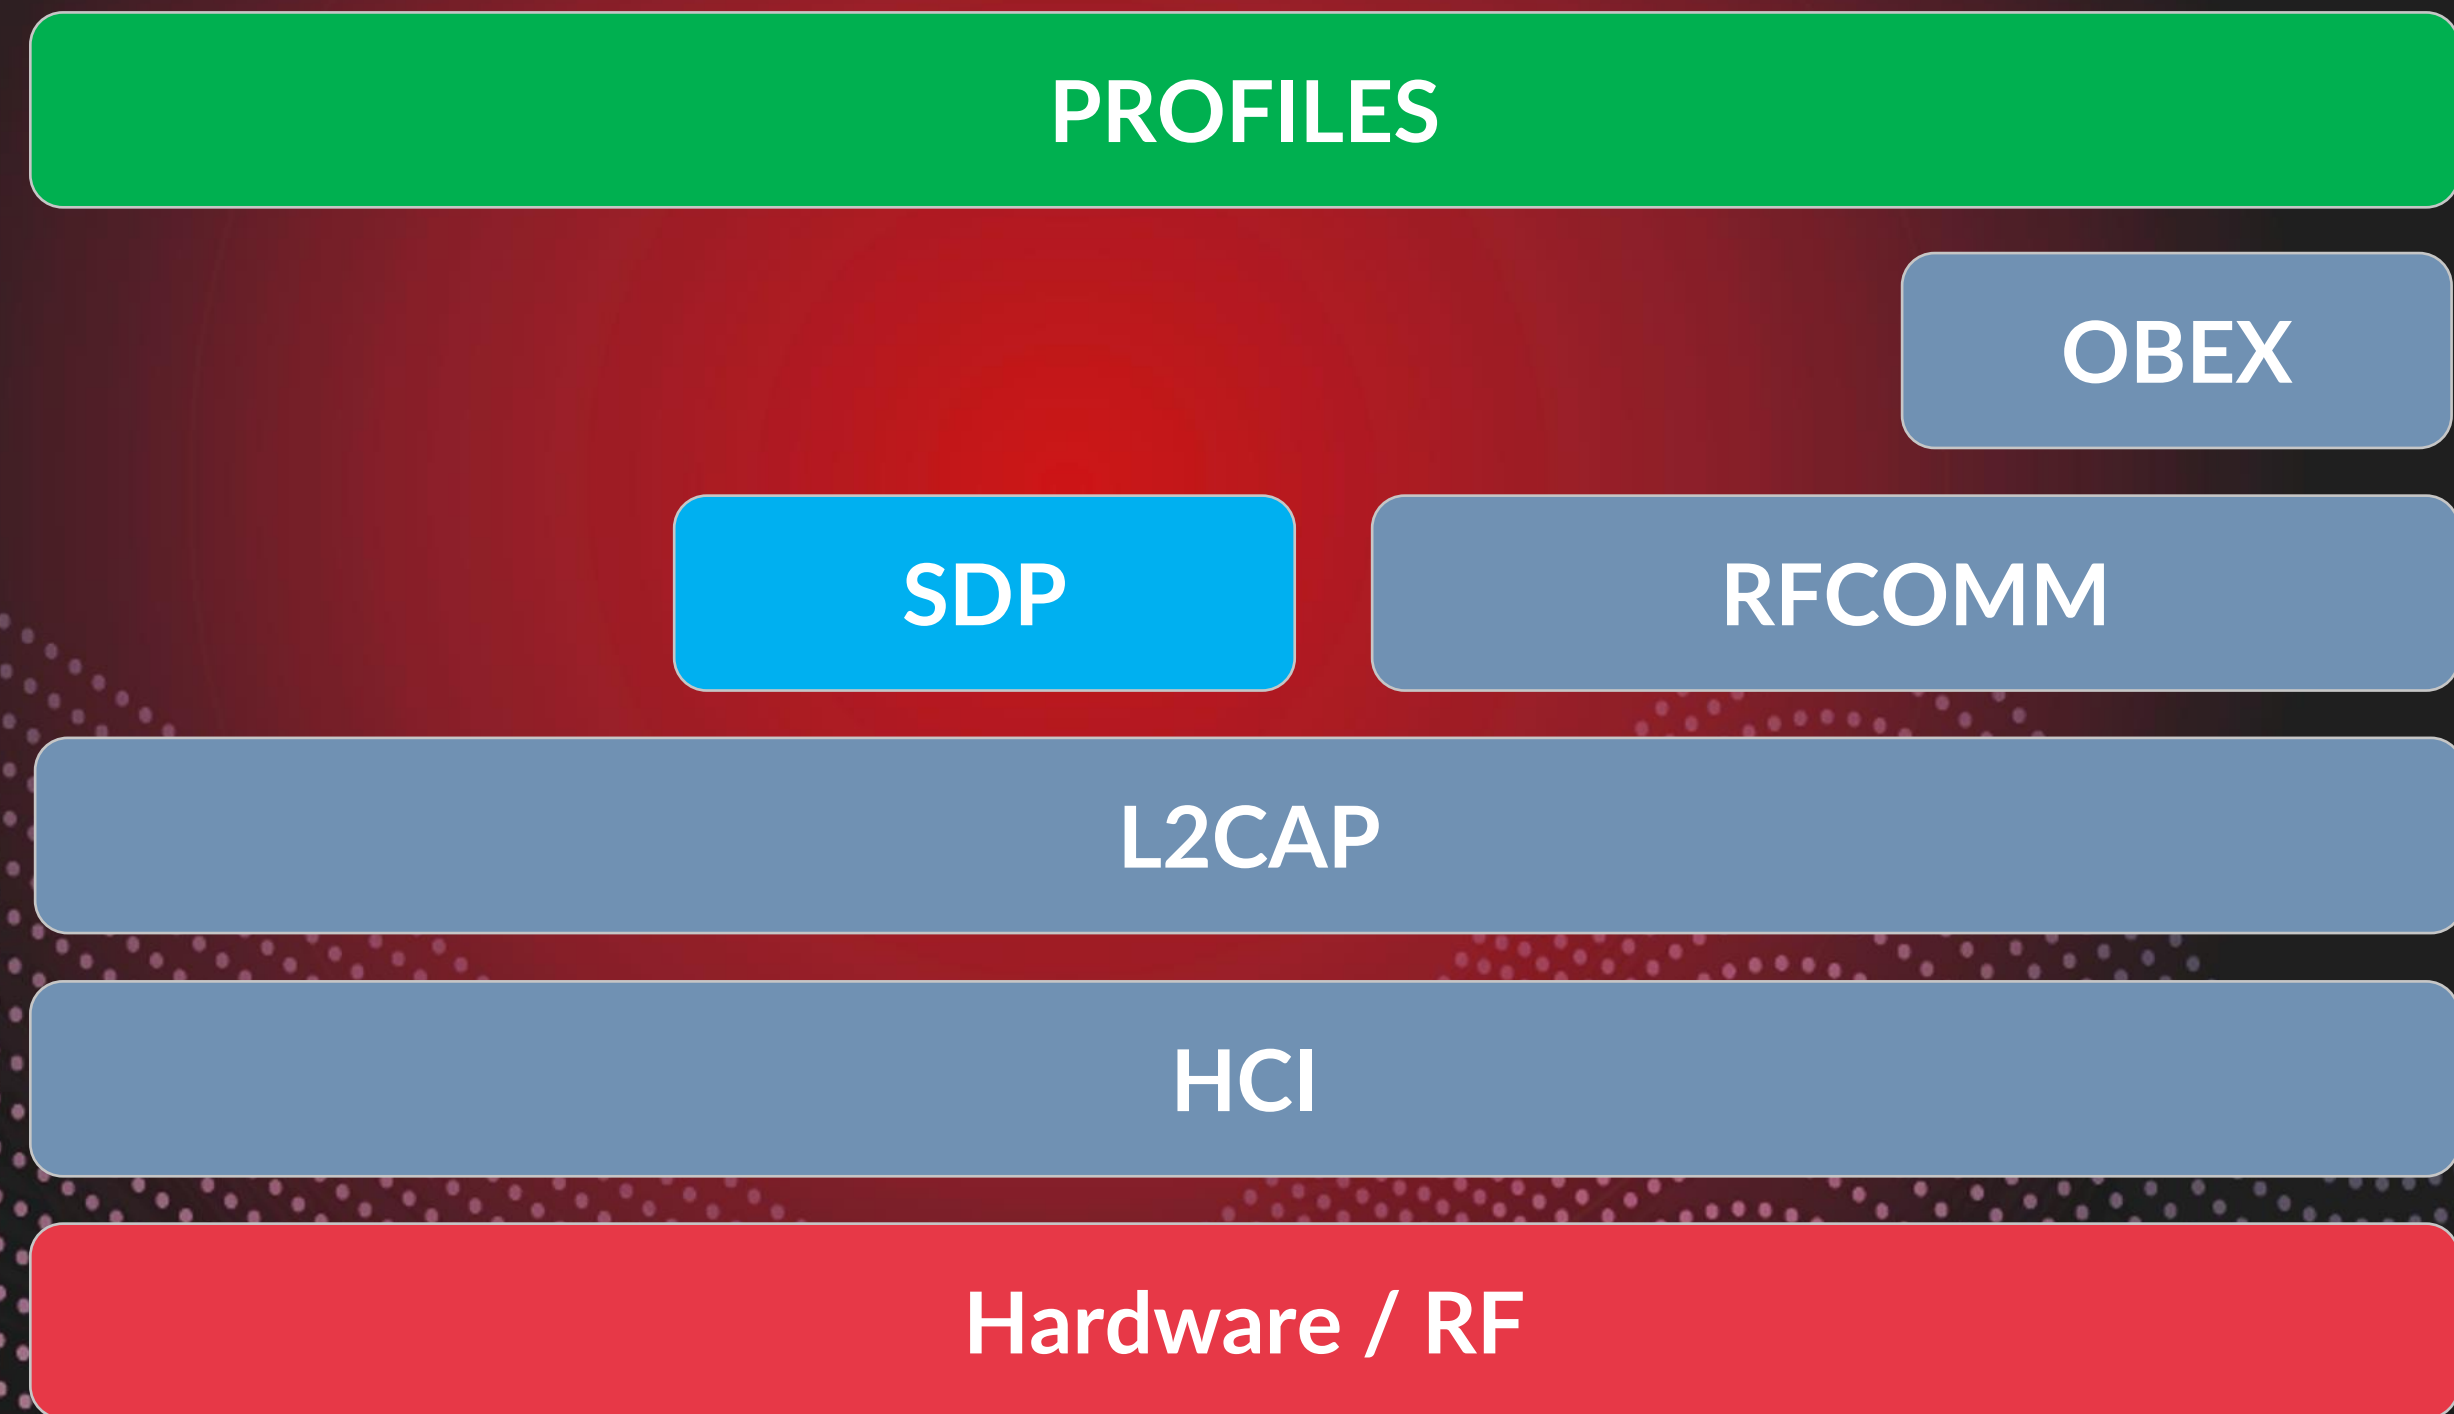 PROFILES
OBEX
SDP
RFCOMM
L2CAP
HCI
Hardware / RF